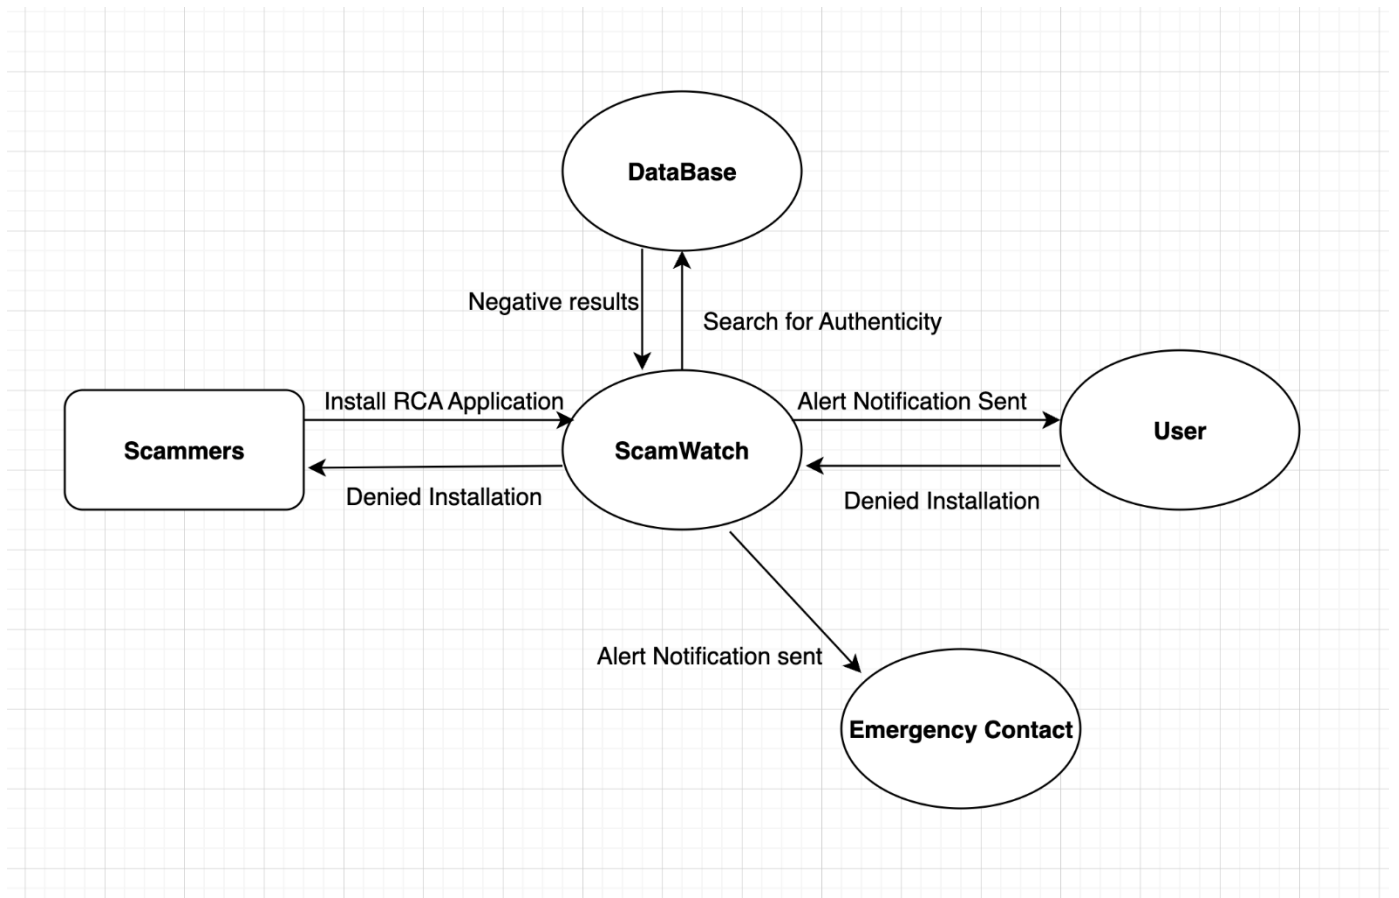 DataBase
Negative results
Search for Authenticity
Install RCA Application
Alert Notification Sent
Scammers
ScamWatch
User
Denied Installation
Denied Installation
Alert Notification sent
Emergency Contact